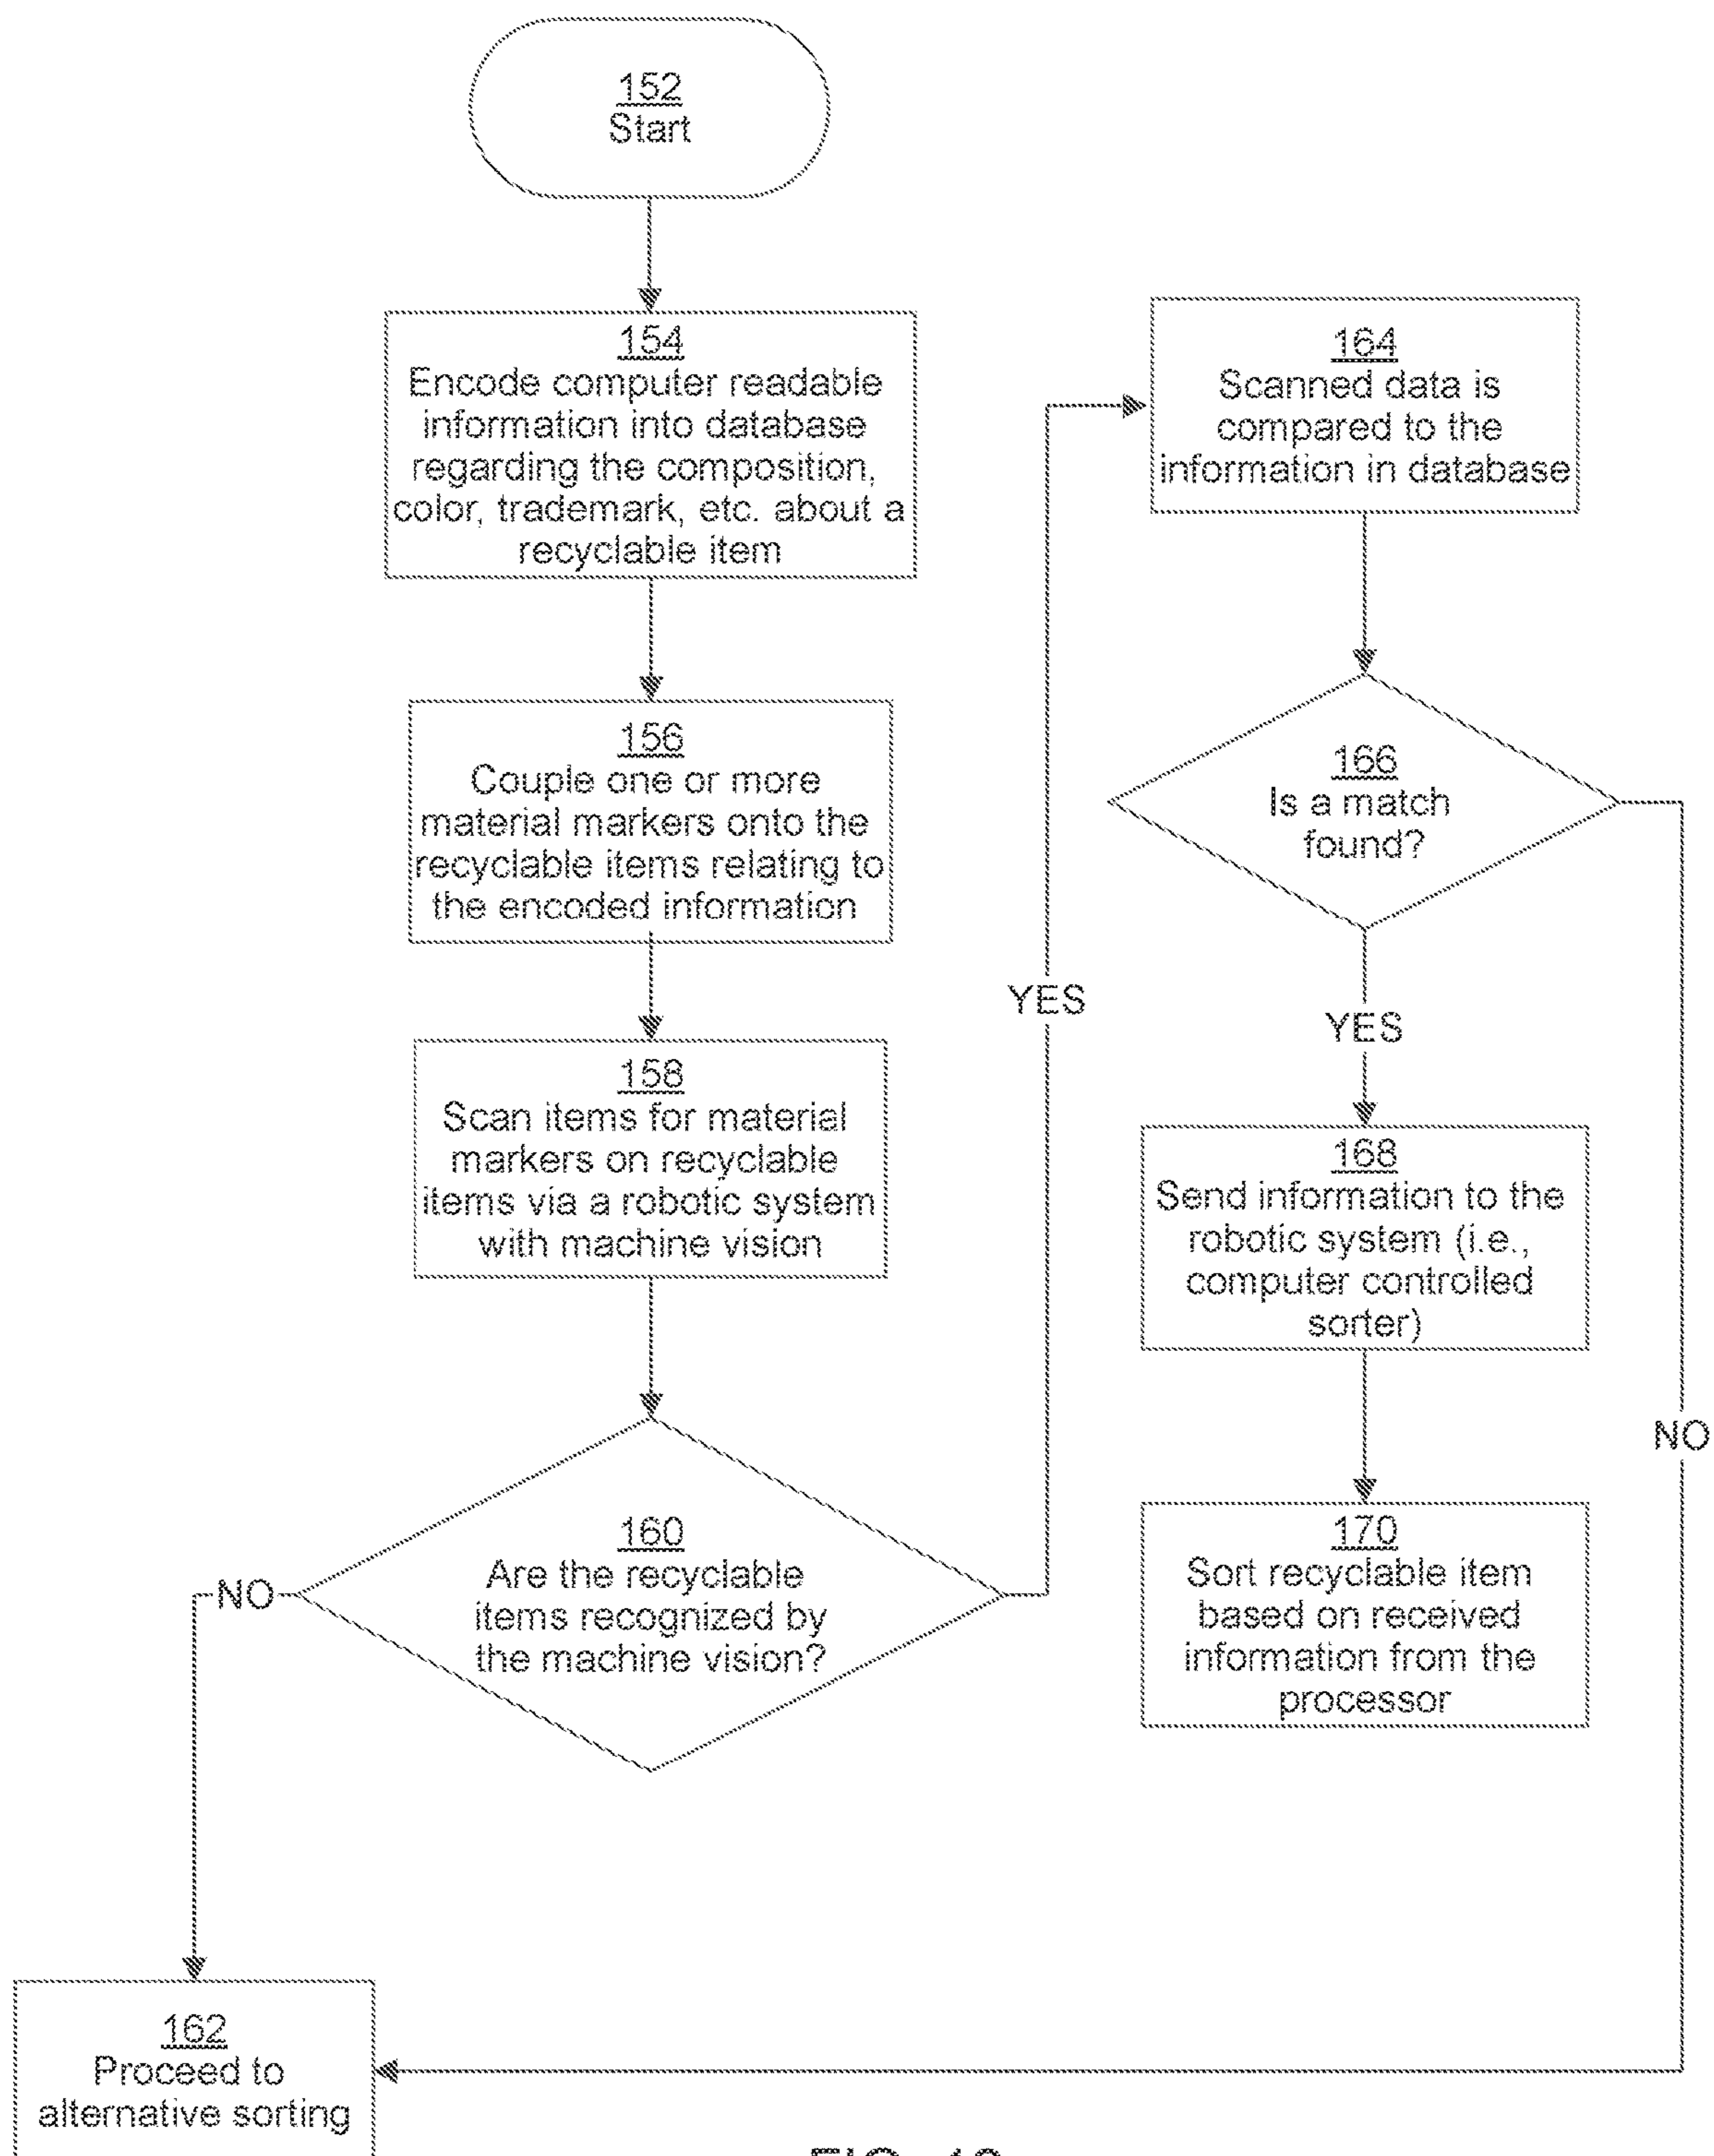 152
Start
154
Encode computer readable
information into database
regarding the composition,
color, trademark, etc. about a
recyclable item
156
Couple one or more
material markers onto the
recyclable items relating to
the encoded information
158
Scan items for material
markers on recyclable
items via a robotic system
with machine vision
160
Are the recyclable
items recognized by
the machine vision?
NO
YES
162
Proceed to
alternative sorting
164
Scanned data is
compared to the
information in database
166
Is a match
found?
YES
NO
168
Send information to the
robotic system (i.e.,
computer controlled
sorter)
170
Sort recyclable item
based on received
information from the
processor
FIG.